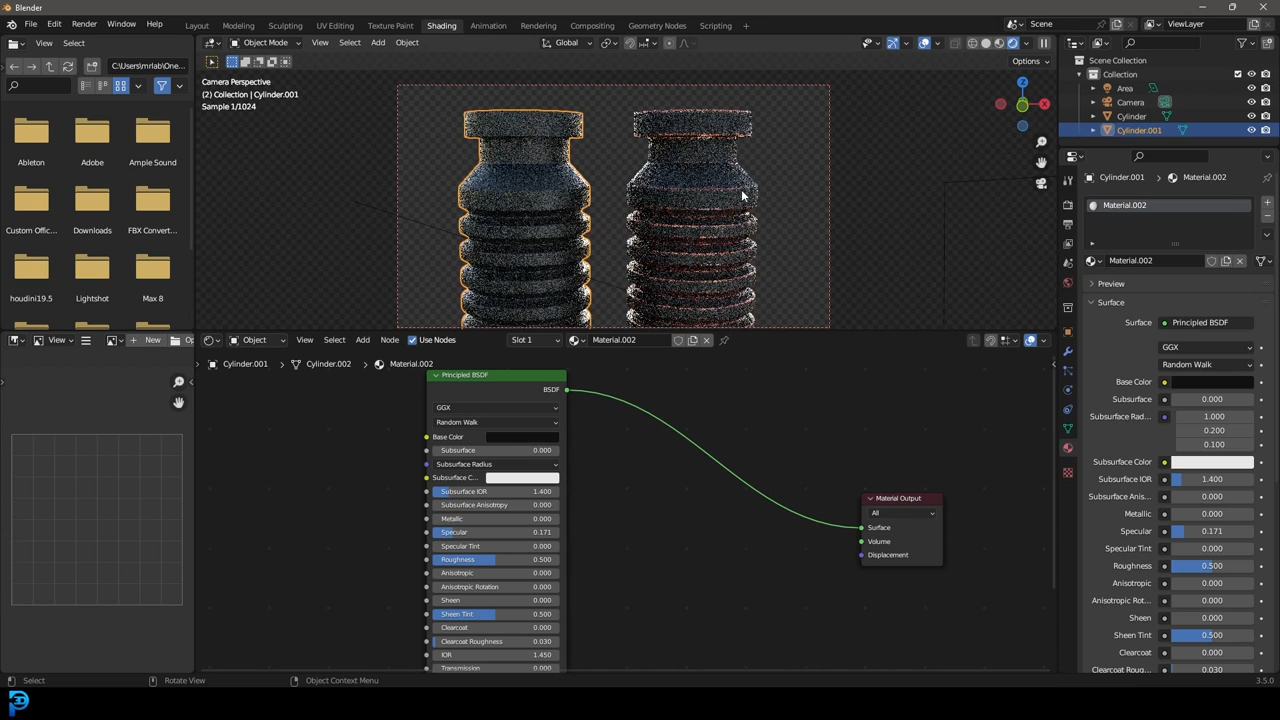 Blender
File Edit Render Window Help
Layout Modeling Sculpting UV Editing Texture Paint Shading Animation Rendering Compositing Geometry Nodes Scripting +
Scene ViewLayer
View Select
C:\Users\mrlab\One...
Ableton Adobe Ample Sound
Custom Offic... Downloads FBX Convert...
houdini19.5 Lightshot Max 8
Object Mode View Select Add Object Global
Options
Camera Perspective
(2) Collection | Cylinder.001
Sample 1/1024
Z
X
Scene Collection
Collection
Area
Camera
Cylinder
Cylinder.001
Cylinder.001 Material.002
Material.002
Material.002
Preview
Surface
Surface Principled BSDF
GGX
Random Walk
Base Color
Subsurface 0.000
Subsurface Rad... 1.000
0.200
0.100
Subsurface Color
Subsurface IOR 1.400
Subsurface Anis... 0.000
Metallic 0.000
Specular 0.171
Specular Tint 0.000
Roughness 0.500
Anisotropic 0.000
Anisotropic Rot... 0.000
Sheen 0.000
Sheen Tint 0.500
Clearcoat 0.000
Clearcoat Roug... 0.030
View + New Op
Object View Select Add Node Use Nodes Slot 1 Material.002
Cylinder.001 Cylinder.002 Material.002
Principled BSDF
BSDF
GGX
Random Walk
Base Color
Subsurface 0.000
Subsurface Radius
Subsurface C...
Subsurface IOR 1.400
Subsurface Anisotropy 0.000
Metallic 0.000
Specular 0.171
Specular Tint 0.000
Roughness 0.500
Anisotropic 0.000
Anisotropic Rotation 0.000
Sheen 0.000
Sheen Tint 0.500
Clearcoat 0.000
Clearcoat Roughness 0.030
IOR 1.450
Transmission 0.000
Material Output
All
Surface
Volume
Displacement
Select Rotate View Object Context Menu 3.5.0